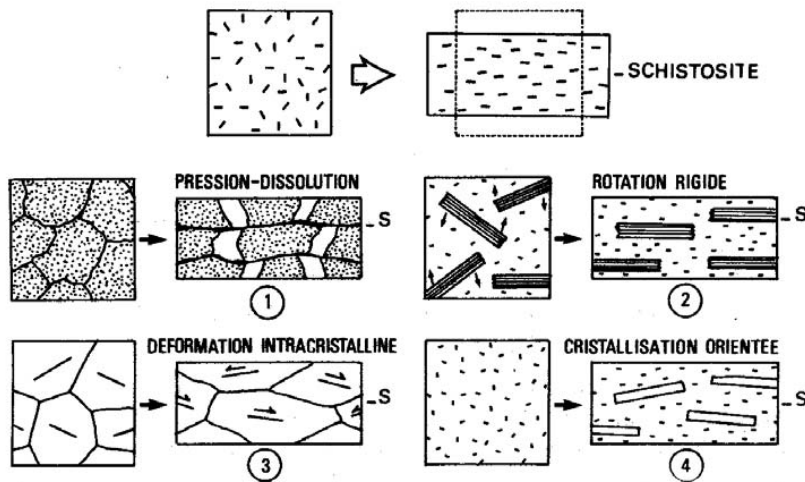 SCHISTOSITE
PRESSION-DISSOLUTION
S
1
ROTATION RIGIDE
S
2
DEFORMATION INTRACRISTALLINE
S
3
CRISTALLISATION ORIENTEE
S
4